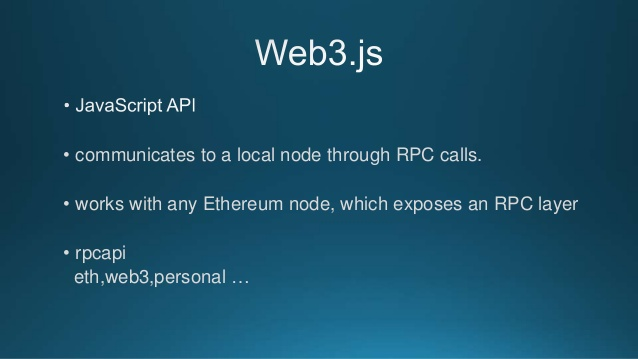 Web3.js
• JavaScript API
• communicates to a local node through RPC calls.
• works with any Ethereum node, which exposes an RPC layer
• rpcapi
eth,web3,personal …